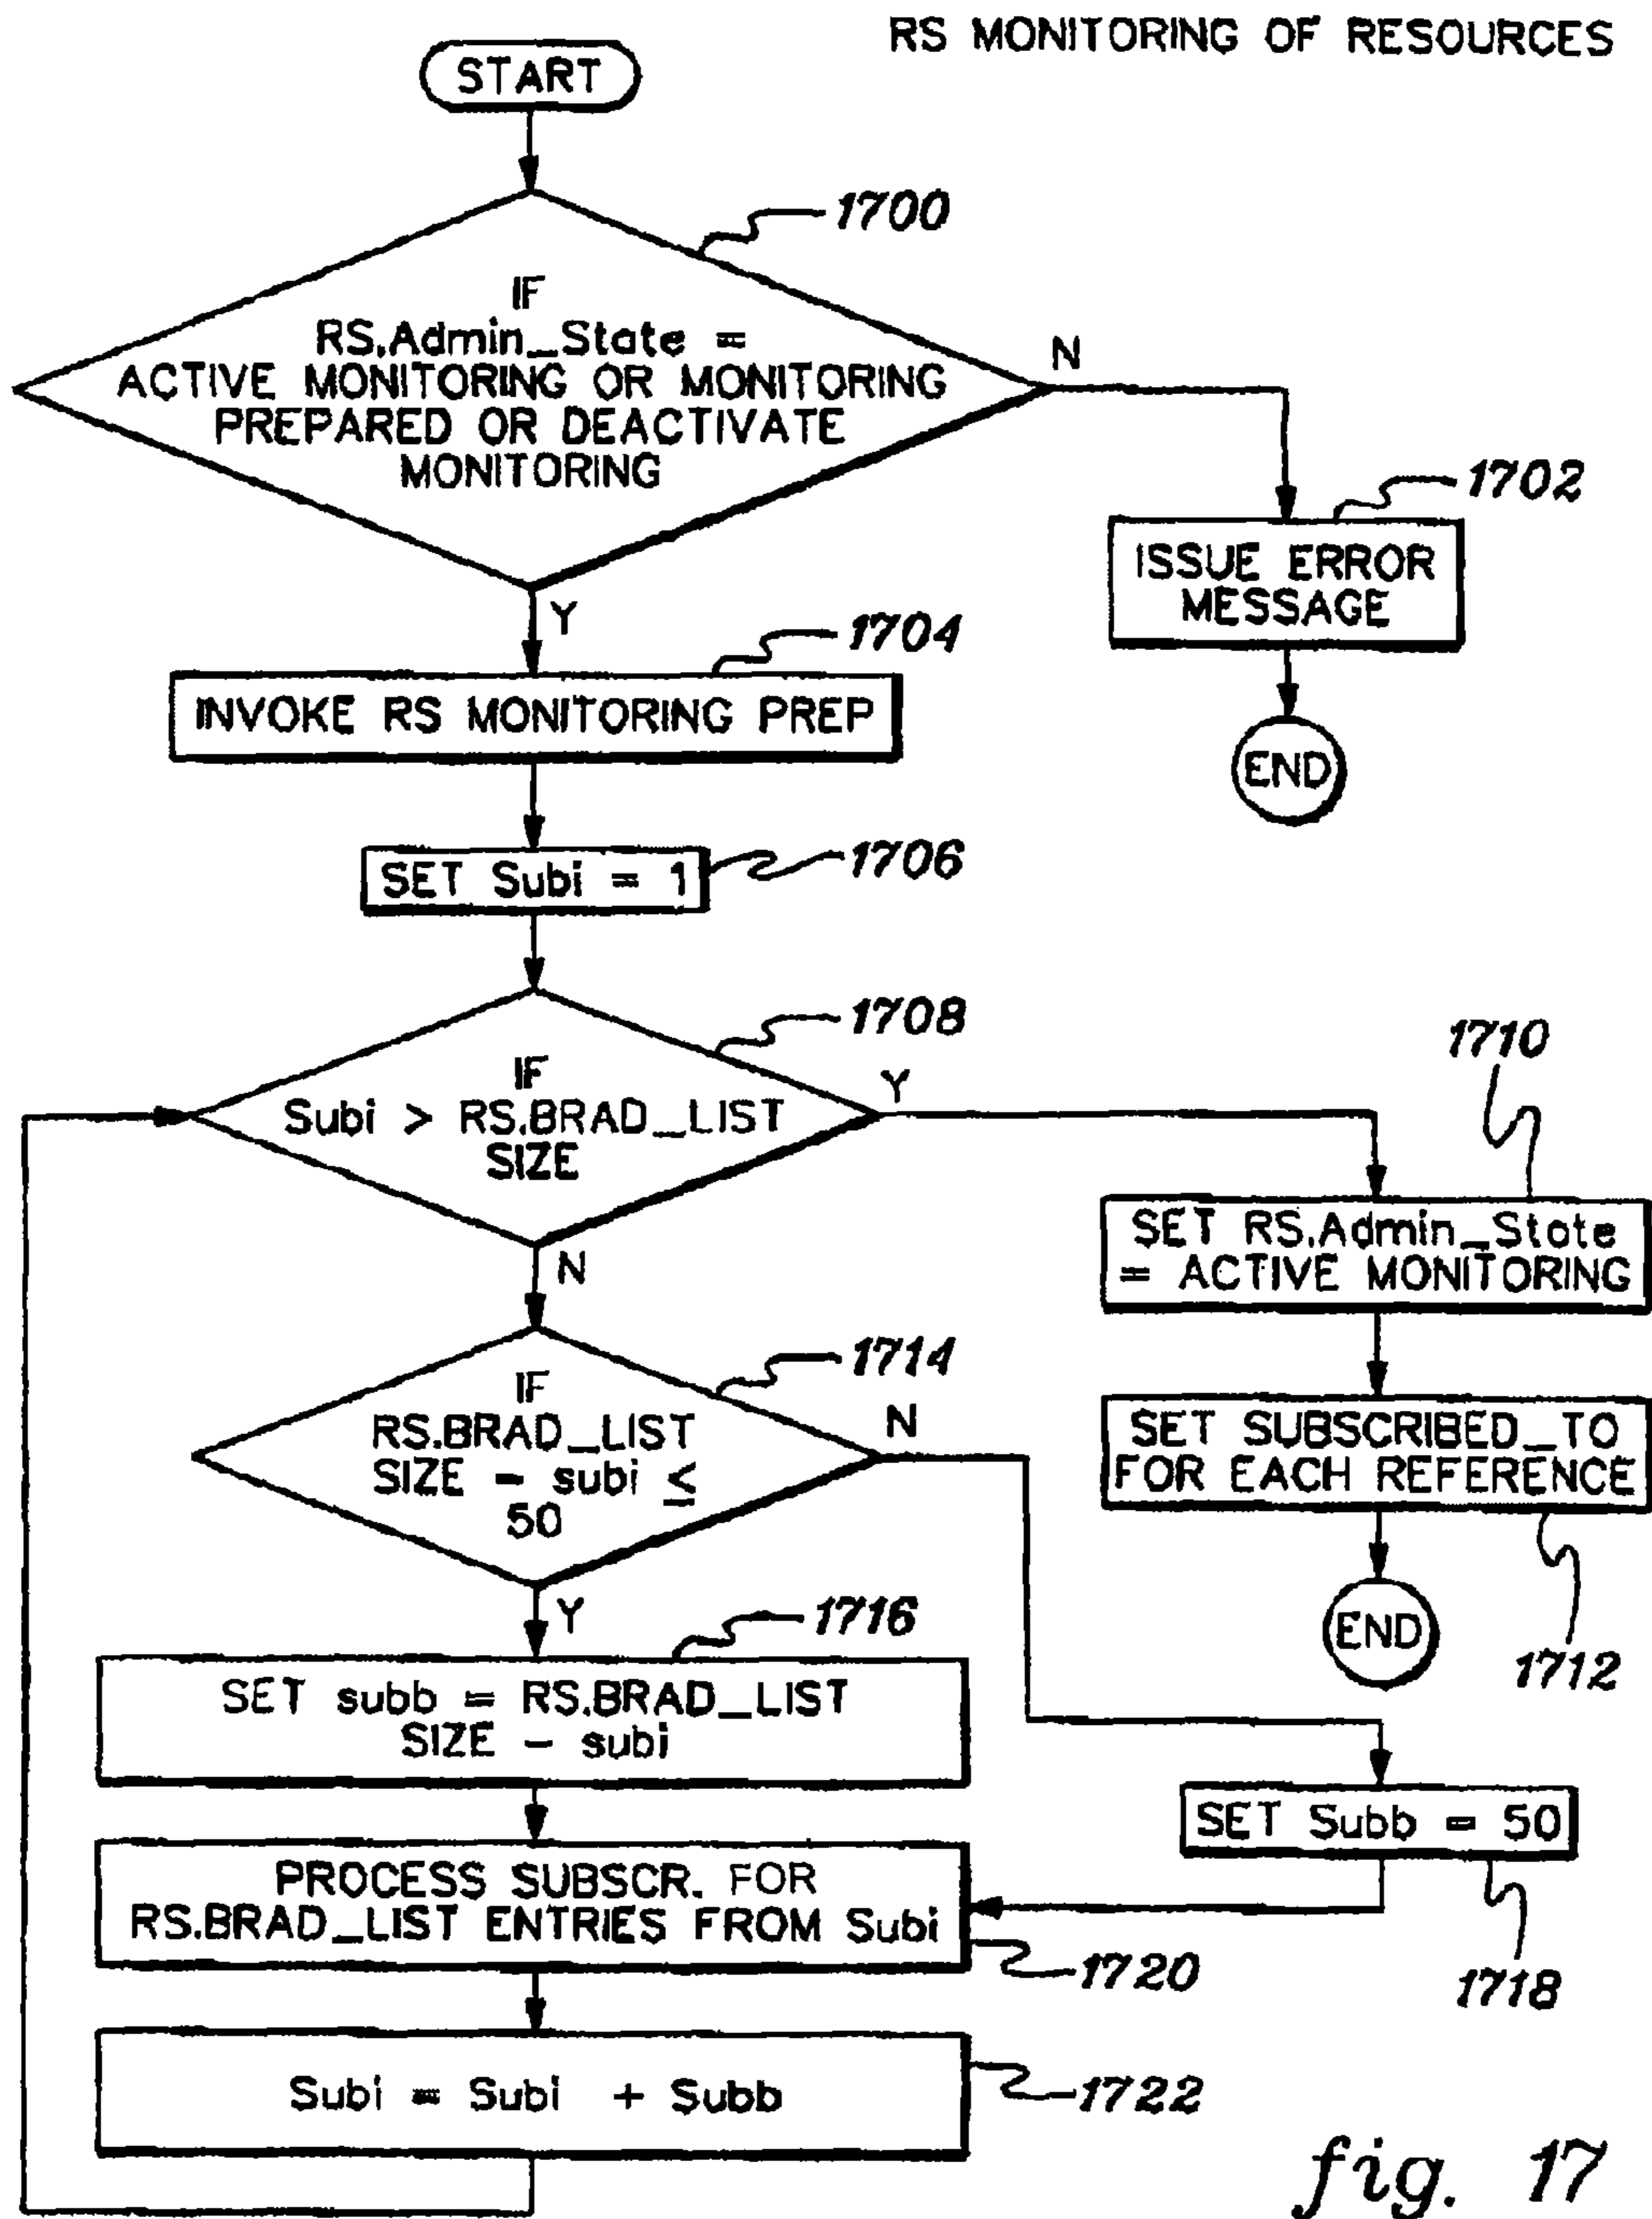 RS MONITORING OF RESOURCES
START
1700
IF
RS.Admin_State =
ACTIVE MONITORING OR MONITORING
PREPARED OR DEACTIVATE
MONITORING
N
Y
1702
ISSUE ERROR
MESSAGE
END
1704
INVOKE RS MONITORING PREP
1706
SET Subi = 1
1708
IF
Subi > RS.BRAD_LIST
SIZE
Y
N
1710
SET RS.Admin_State
= ACTIVE MONITORING
SET SUBSCRIBED_TO
FOR EACH REFERENCE
1712
END
1714
IF
RS.BRAD_LIST
SIZE - subi ≤
50
N
Y
1716
SET subb = RS.BRAD_LIST
SIZE - subi
SET Subb = 50
1718
PROCESS SUBSCR. FOR
RS.BRAD_LIST ENTRIES FROM Subi
1720
Subi = Subi + Subb
1722
fig. 17